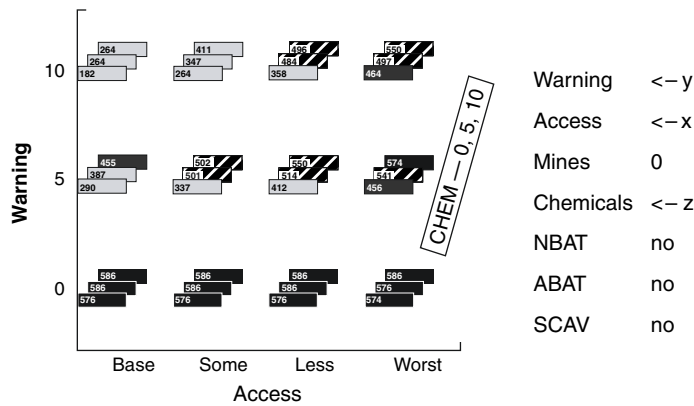 264 411 496 550
264 347 484 497
10 182 264 358 464
Warning <–y
Access <–x
455 502 550 574
Mines 0
387 501 514 541
5 290 337 412 456
Warning
CHEM — 0, 5, 10
Chemicals <–z
NBAT no
586 586 586 586
ABAT no
586 586 586 576
0 576 576 576 574
SCAV no
Base Some Less Worst
Access